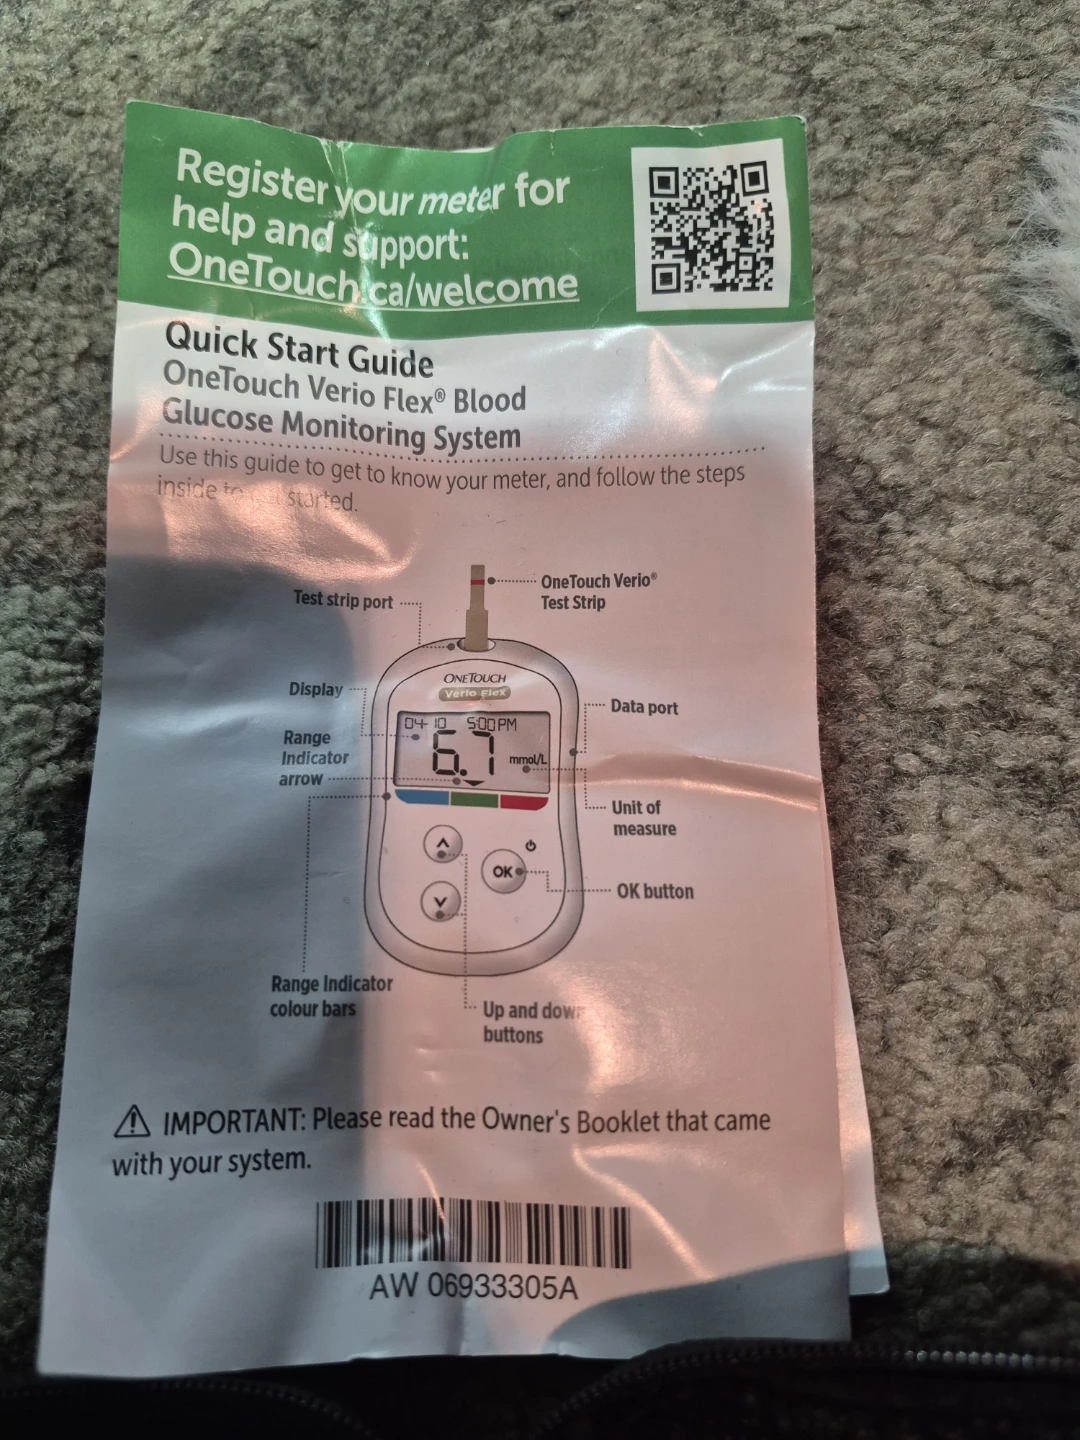 Register your meter for
help and support:
OneTouch.ca/welcome
Quick Start Guide
OneTouch Verio Flex® Blood
Glucose Monitoring System
Use this guide to get to know your meter, and follow the steps
inside to started.
OneTouch Verio®
Test Strip
Test strip port
ONETOUCH
Verio Flex
Display
Data port
04-10 5:00PM
6.7
mmol/L
Range
Indicator
arrow
Unit of
measure
OK
OK button
Range Indicator
colour bars
Up and down
buttons
IMPORTANT: Please read the Owner's Booklet that came
with your system.
AW 06933305A